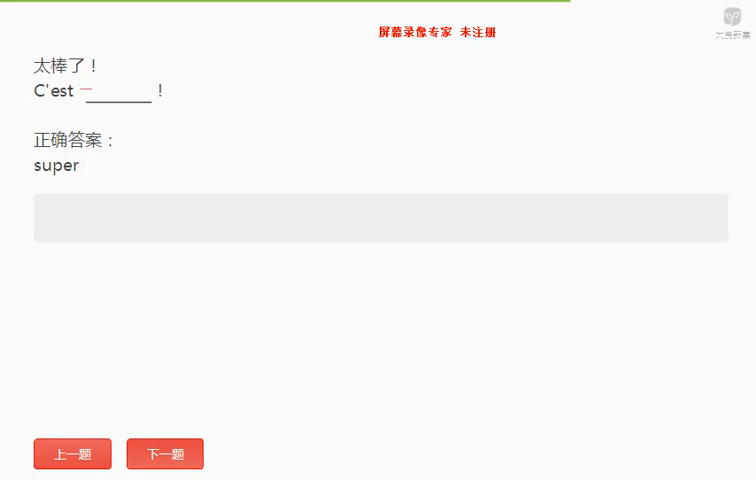 屏幕录像专家 未注册
太棒了！
C'est _______ !
正确答案：
super
上一题
下一题